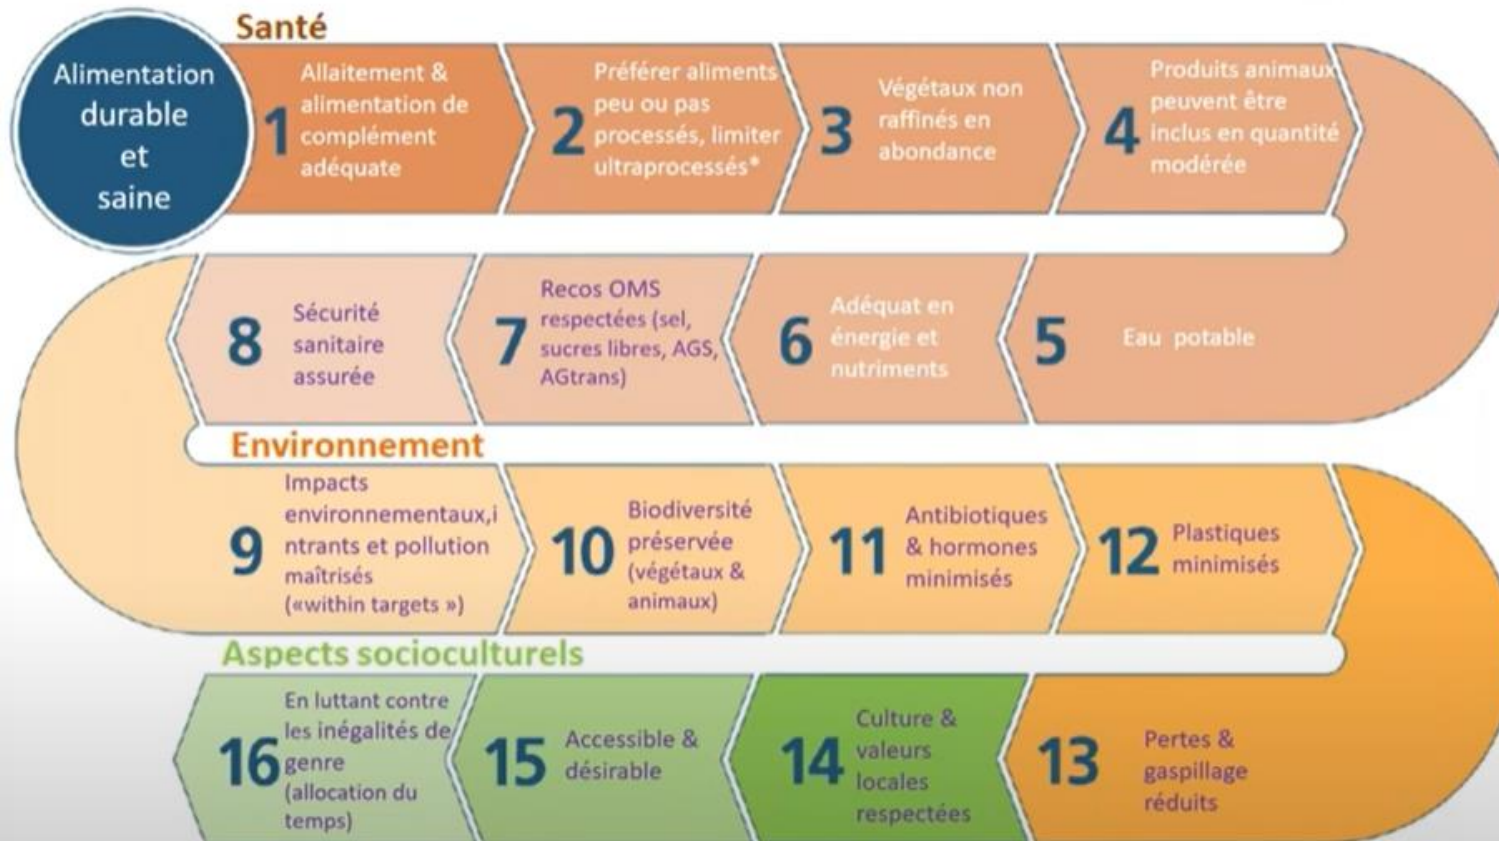 Santé
Alimentation
durable
et
saine
1
Allaitement &
alimentation de
complément
adéquate
2
Préférer aliments
peu ou pas
processés, limiter
ultraprocessés*
3
Végétaux non
raffinés en
abondance
4
Produits animaux
peuvent être
inclus en quantité
modérée
5
Eau potable
6
Adéquat en
énergie et
nutriments
7
Recos OMS
respectées (sel,
sucres libres, AGS,
AGtrans)
8
Sécurité
sanitaire
assurée
Environnement
9
Impacts
environnementaux,i
ntrants et pollution
maîtrisés
(«within targets »)
10
Biodiversité
préservée
(végétaux &
animaux)
11
Antibiotiques
& hormones
minimisés
12
Plastiques
minimisés
13
Pertes &
gaspillage
réduits
Aspects socioculturels
14
Culture &
valeurs
locales
respectées
15
Accessible &
désirable
16
En luttant contre
les inégalités de
genre
(allocation du
temps)